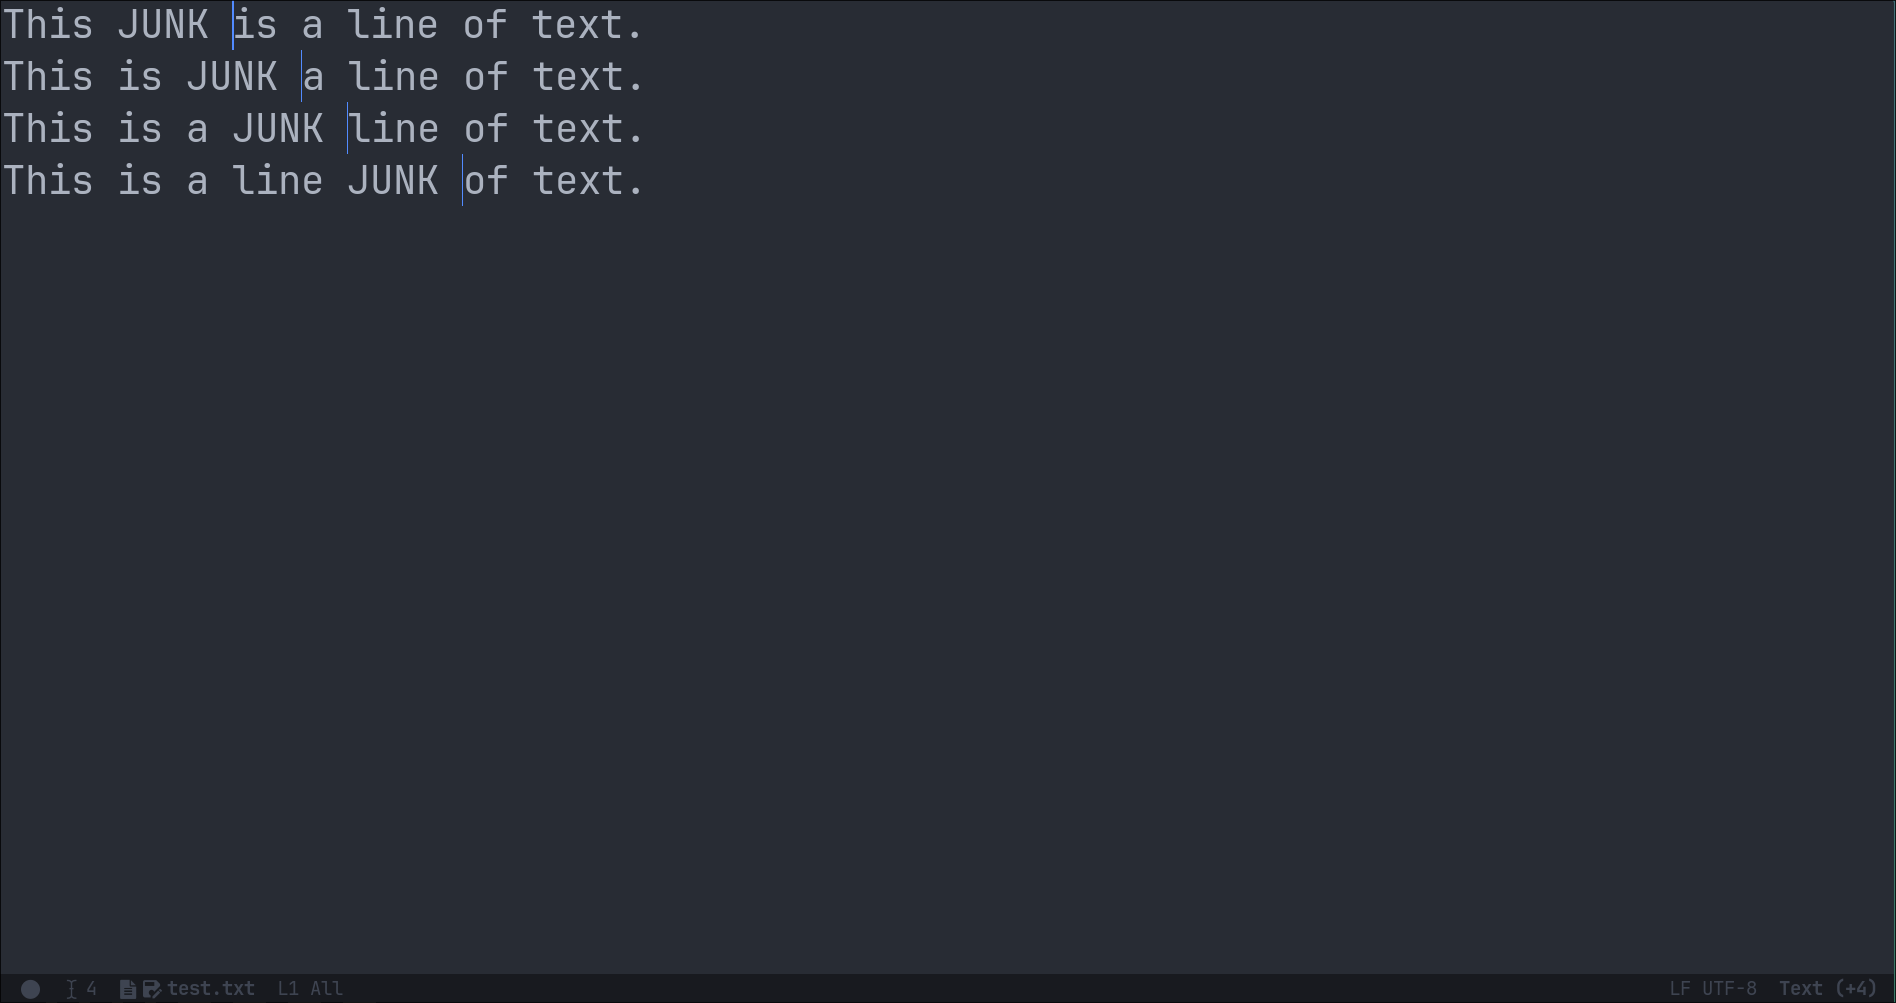 This JUNK is a line of text.
This is JUNK a line of text.
This is a JUNK line of text.
This is a line JUNK of text.
4 test.txt L1 All LF UTF-8 Text (+4)